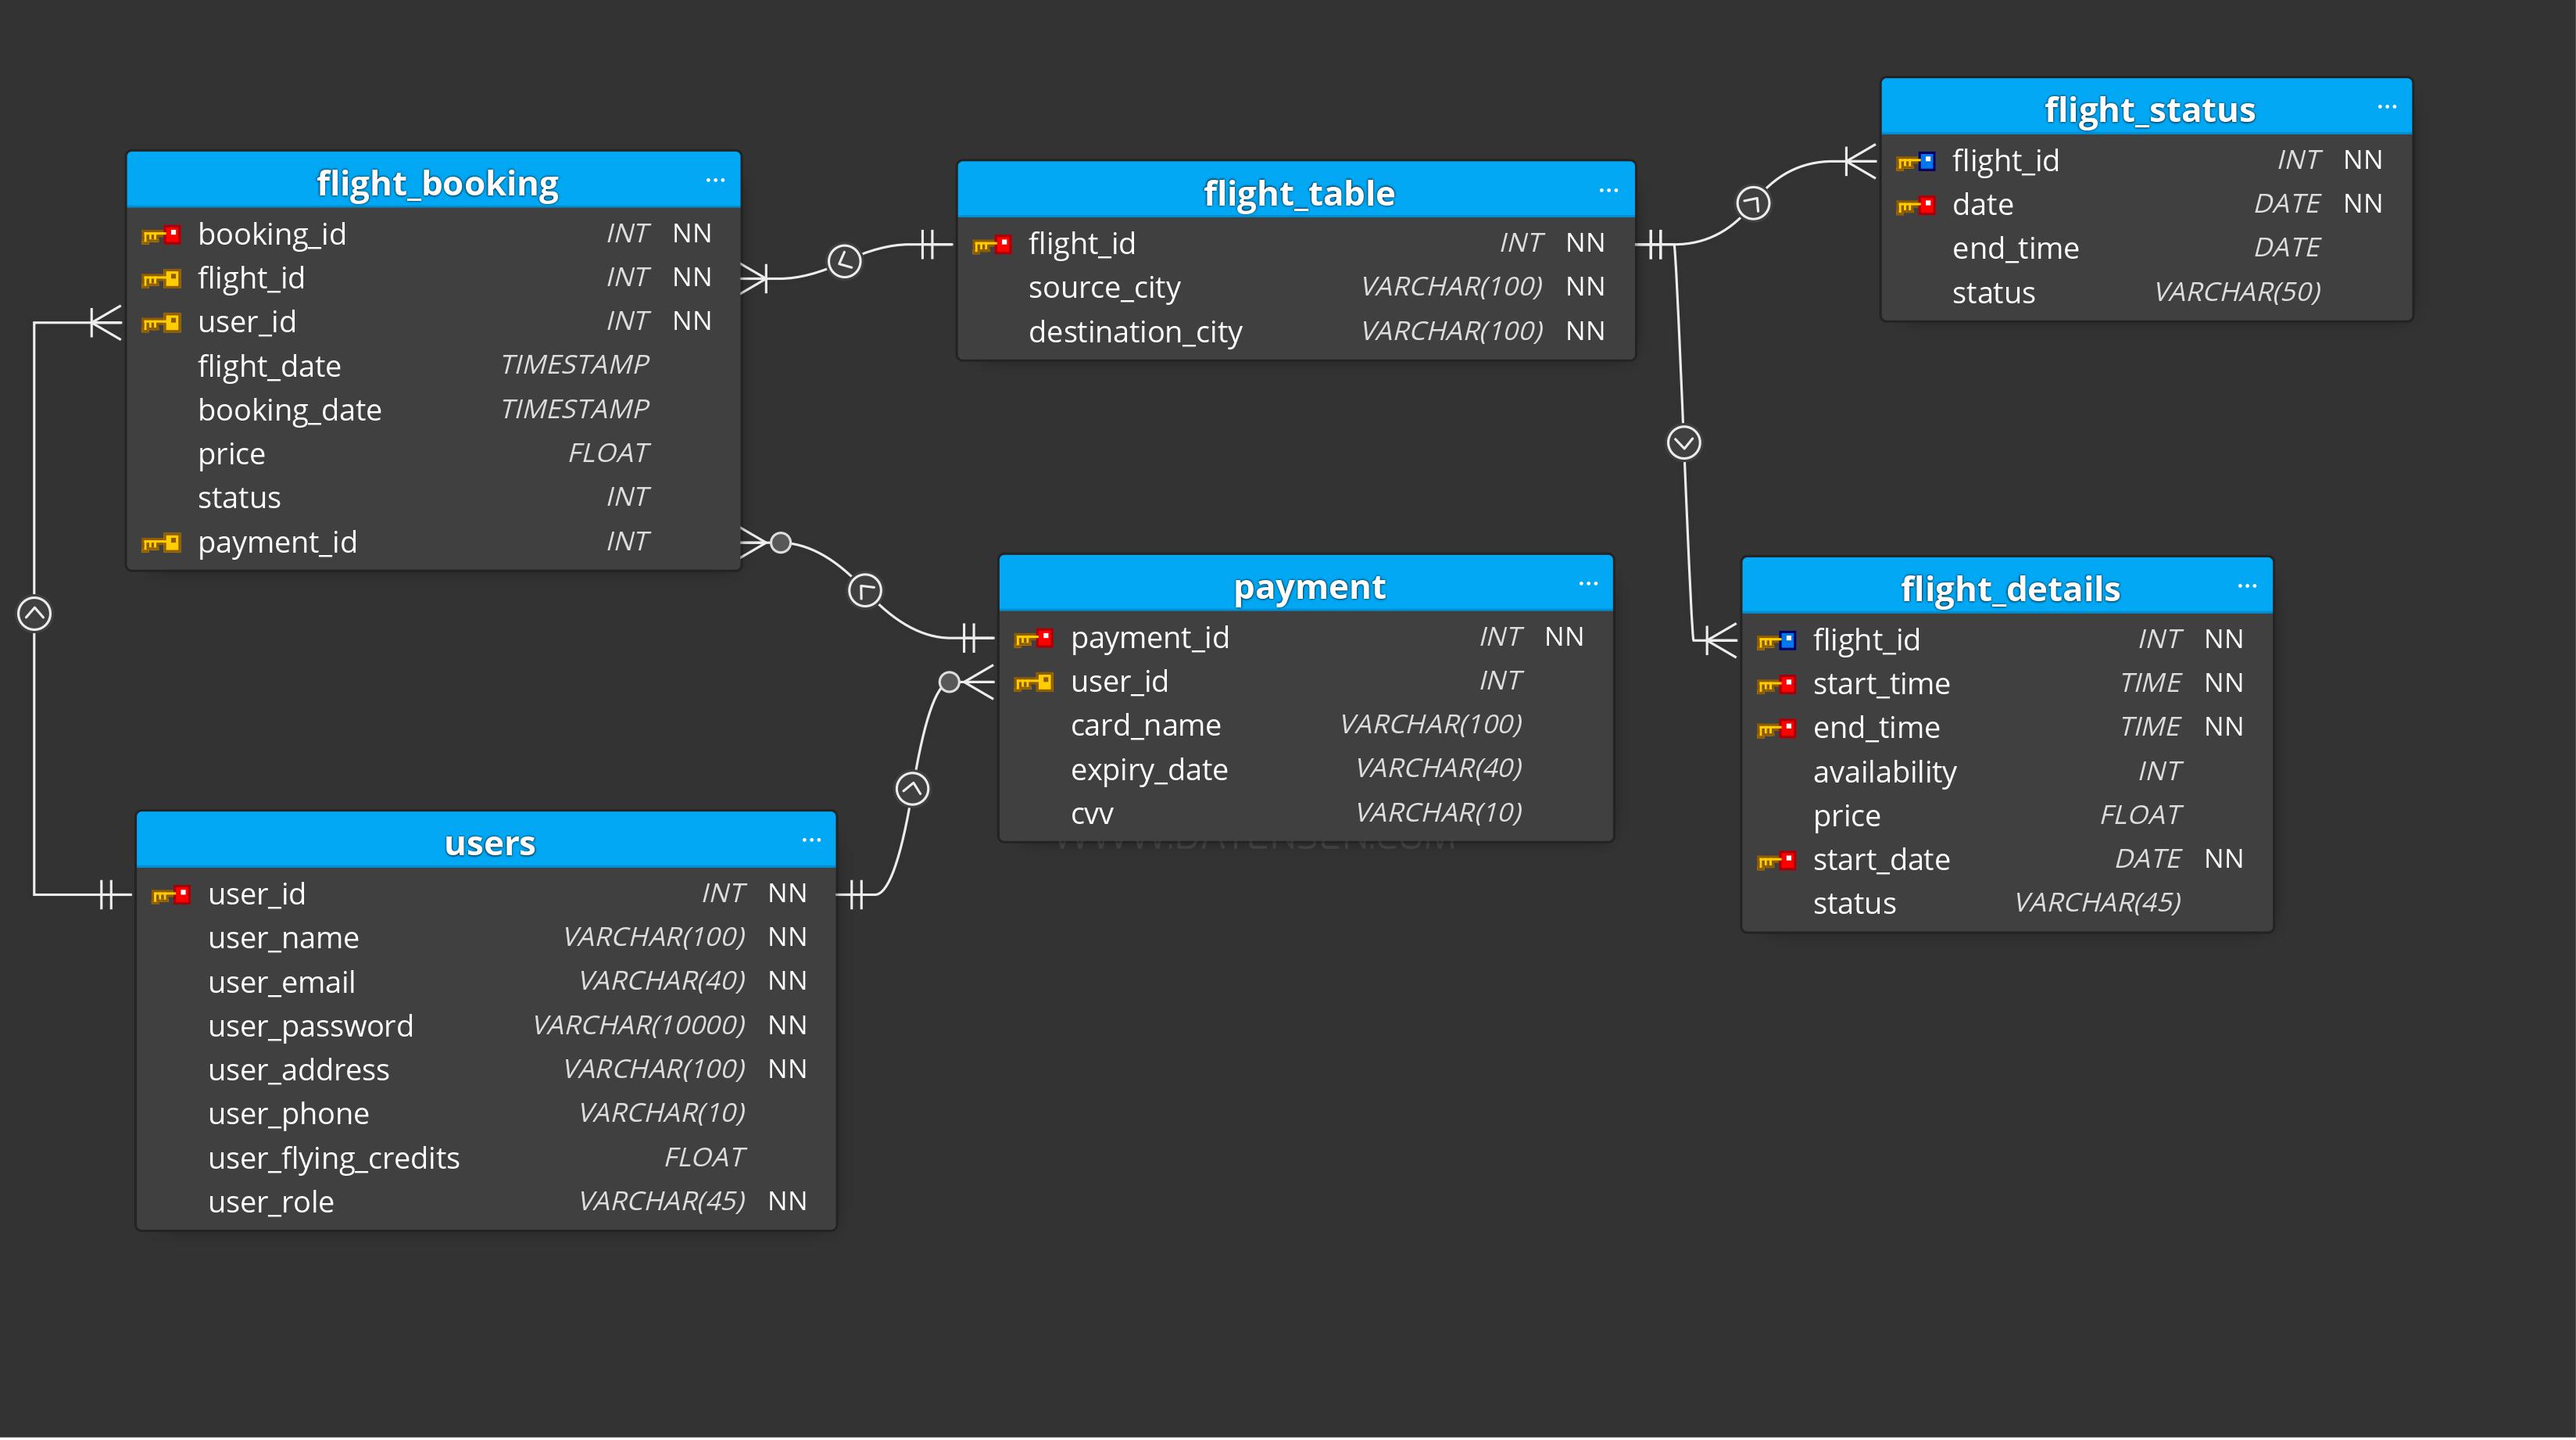 flight_booking ...
booking_id INT NN
flight_id INT NN
user_id INT NN
flight_date TIMESTAMP
booking_date TIMESTAMP
price FLOAT
status INT
payment_id INT
flight_table ...
flight_id INT NN
source_city VARCHAR(100) NN
destination_city VARCHAR(100) NN
flight_status ...
flight_id INT NN
date DATE NN
end_time DATE
status VARCHAR(50)
payment ...
payment_id INT NN
user_id INT
card_name VARCHAR(100)
expiry_date VARCHAR(40)
cvv VARCHAR(10)
flight_details ...
flight_id INT NN
start_time TIME NN
end_time TIME NN
availability INT
price FLOAT
start_date DATE NN
status VARCHAR(45)
users ...
user_id INT NN
user_name VARCHAR(100) NN
user_email VARCHAR(40) NN
user_password VARCHAR(10000) NN
user_address VARCHAR(100) NN
user_phone VARCHAR(10)
user_flying_credits FLOAT
user_role VARCHAR(45) NN